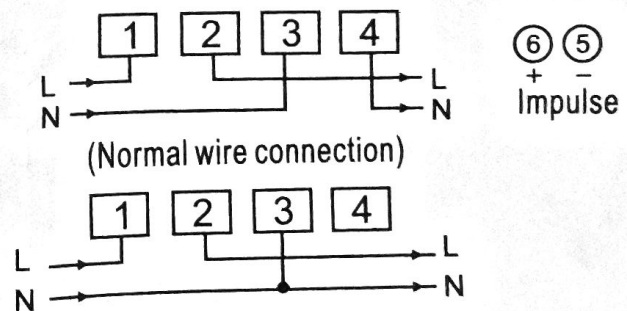 1 2 3 4
6 5
L L
+ -
N N
Impulse
(Normal wire connection)
1 2 3 4
L L
N N